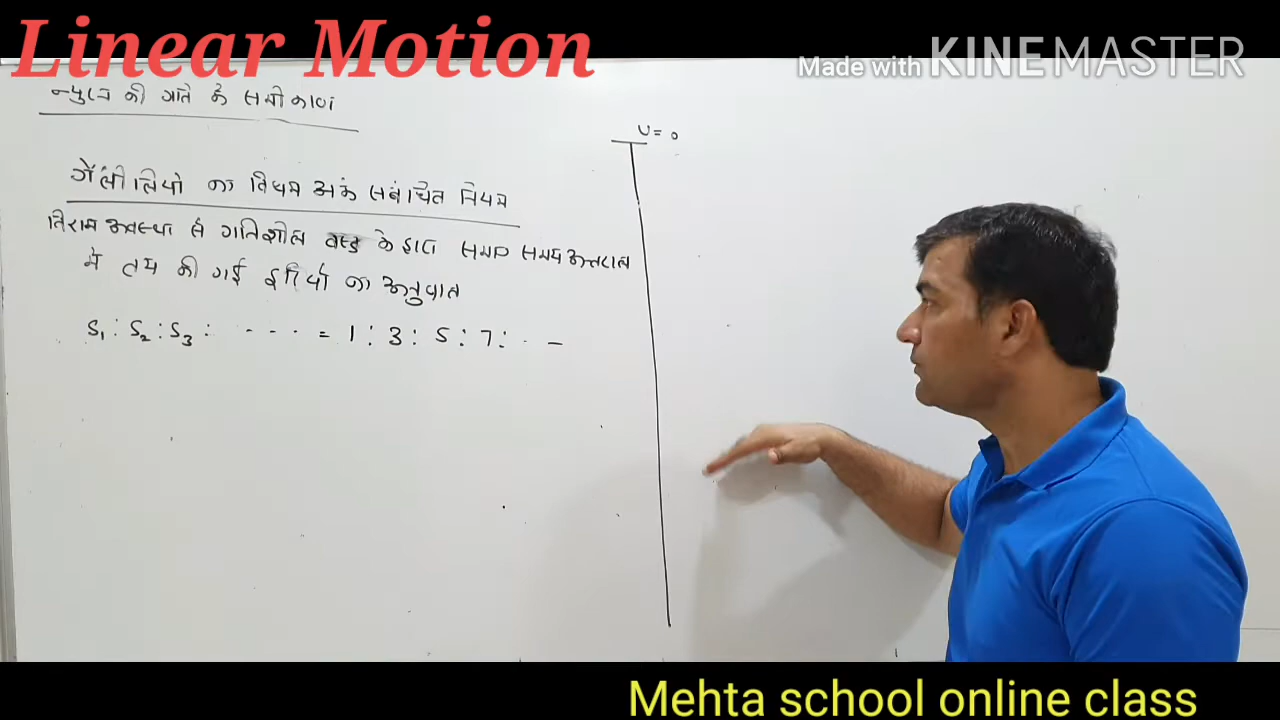 Linear Motion
Made with KINEMASTER
न्युटन की गति के समीकरण
u = 0
गैलीलियो का विषम अंक संबंधित नियम
विराम अवस्था से गतिशील वस्तु के द्वारा समान समय अन्तराल
में तय की गई दूरियों का अनुपात
S₁ : S₂ : S₃ : - - - - = 1 : 3 : 5 : 7 : - -
Mehta school online class